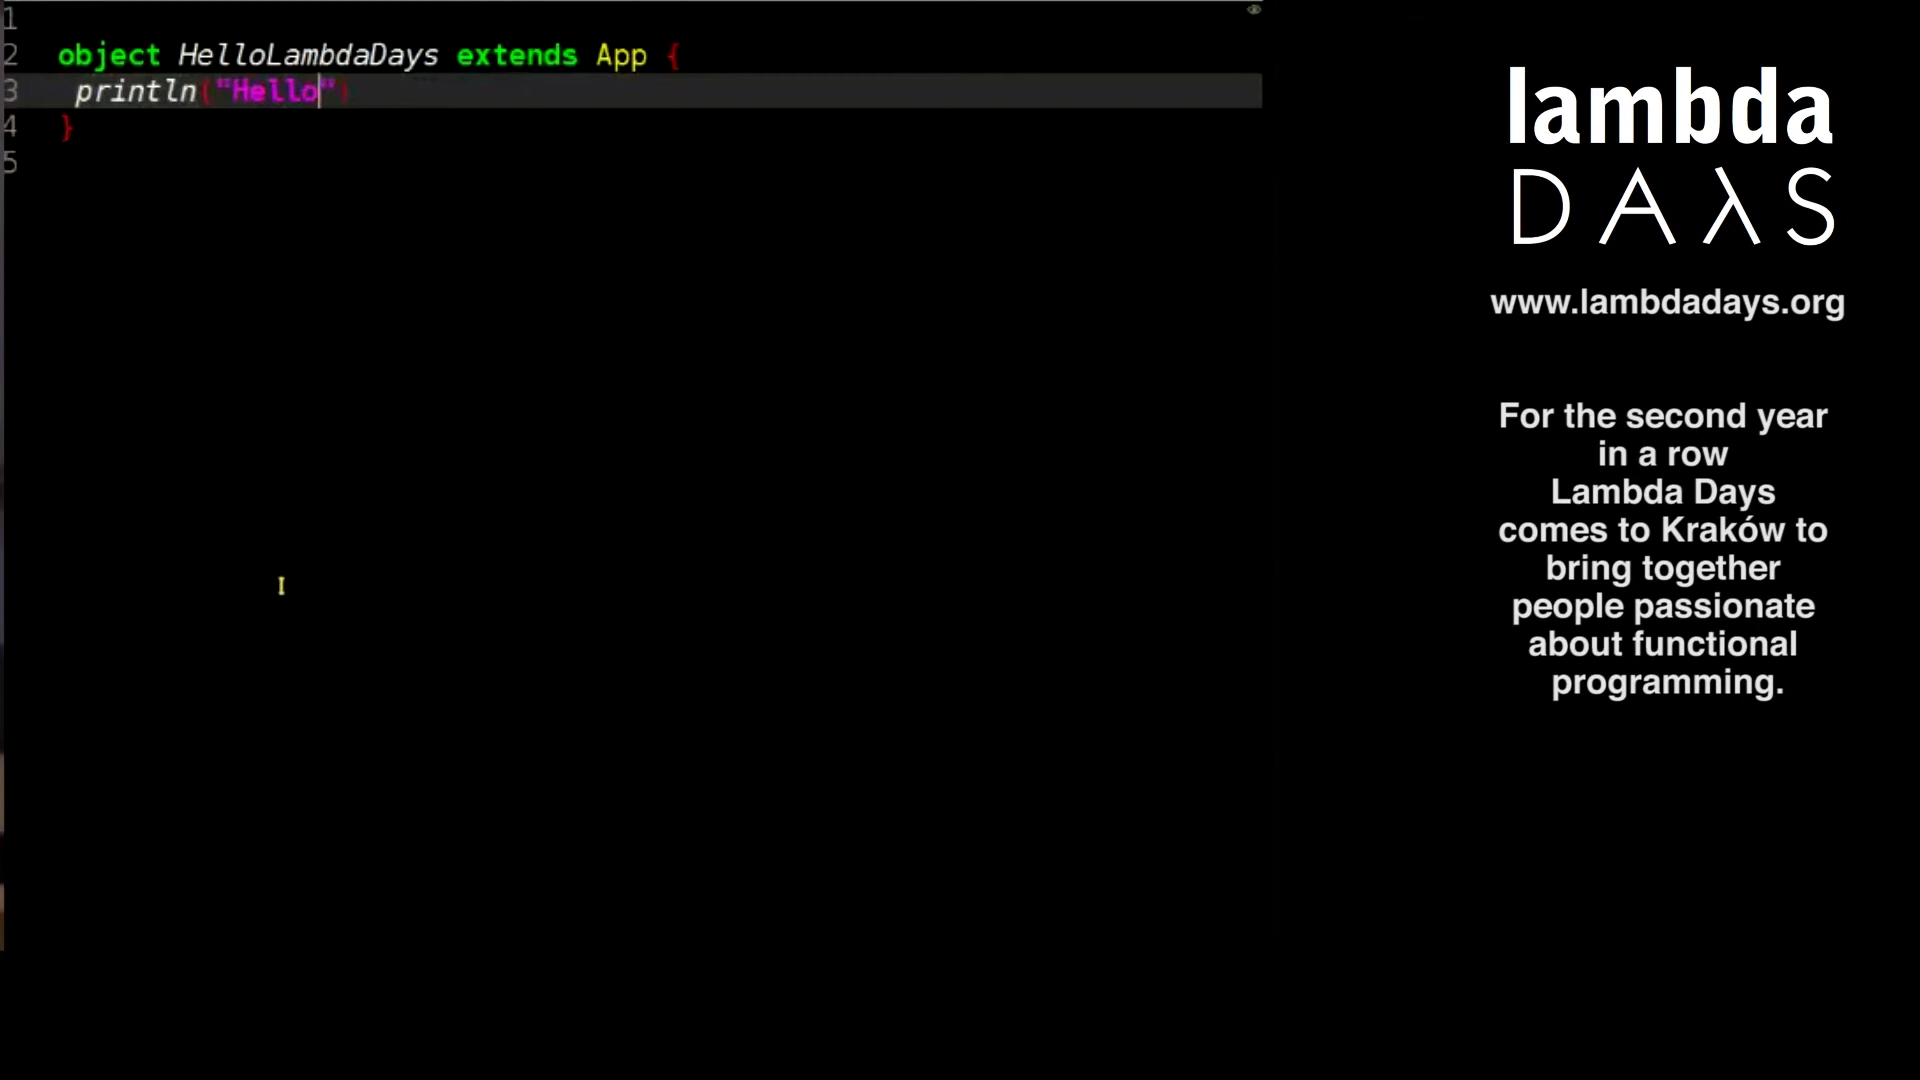 1
2 object HelloLambdaDays extends App {
3 println("Hello")
4 }
5
lambda
DAλS
www.lambdadays.org
For the second year
in a row
Lambda Days
comes to Kraków to
bring together
people passionate
about functional
programming.